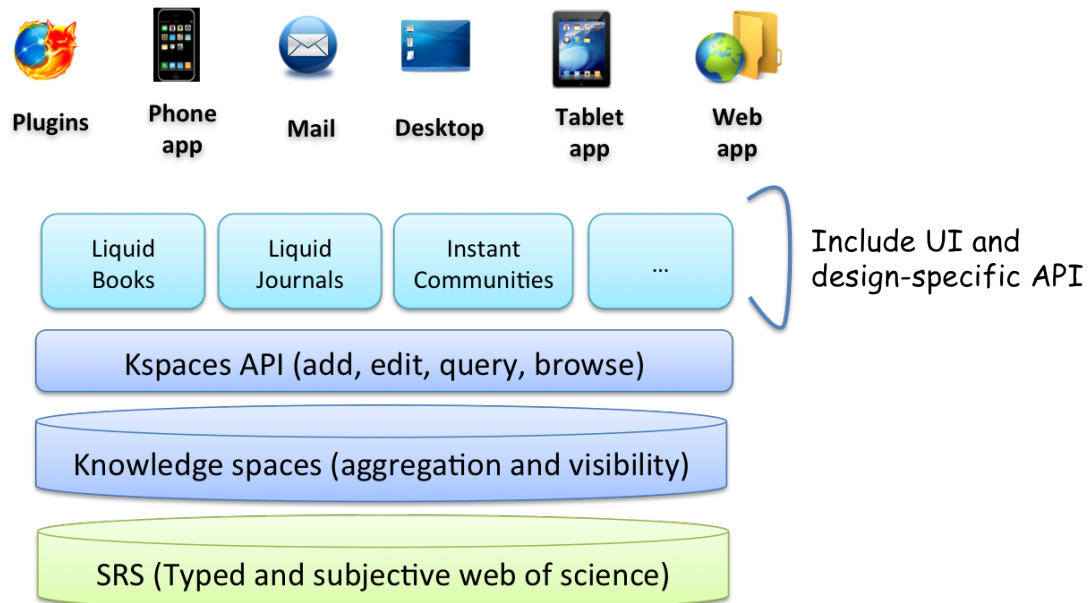 Plugins
Phone
app
Mail
Desktop
Tablet
app
Web
app
Liquid
Books
Liquid
Journals
Instant
Communities
...
Include UI and
design-specific API
Kspaces API (add, edit, query, browse)
Knowledge spaces (aggregation and visibility)
SRS (Typed and subjective web of science)